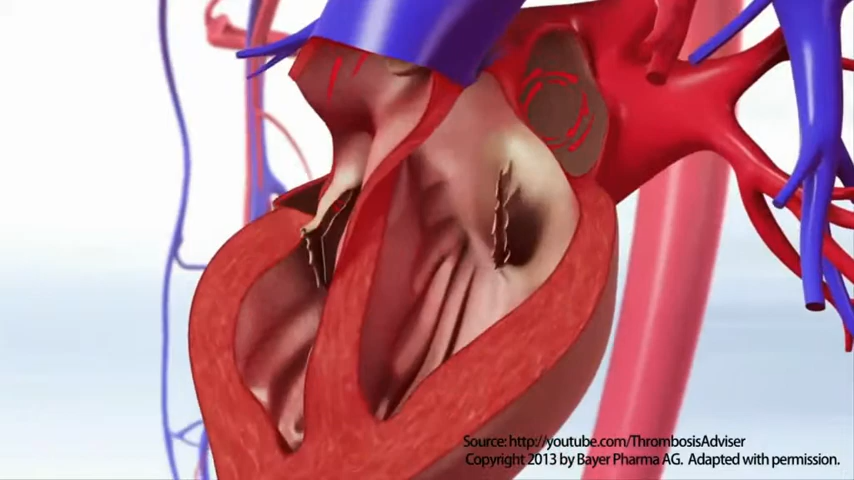 Source: http://youtube.com/ThrombosisAdviser
Copyright 2013 by Bayer Pharma AG.  Adapted with permission.